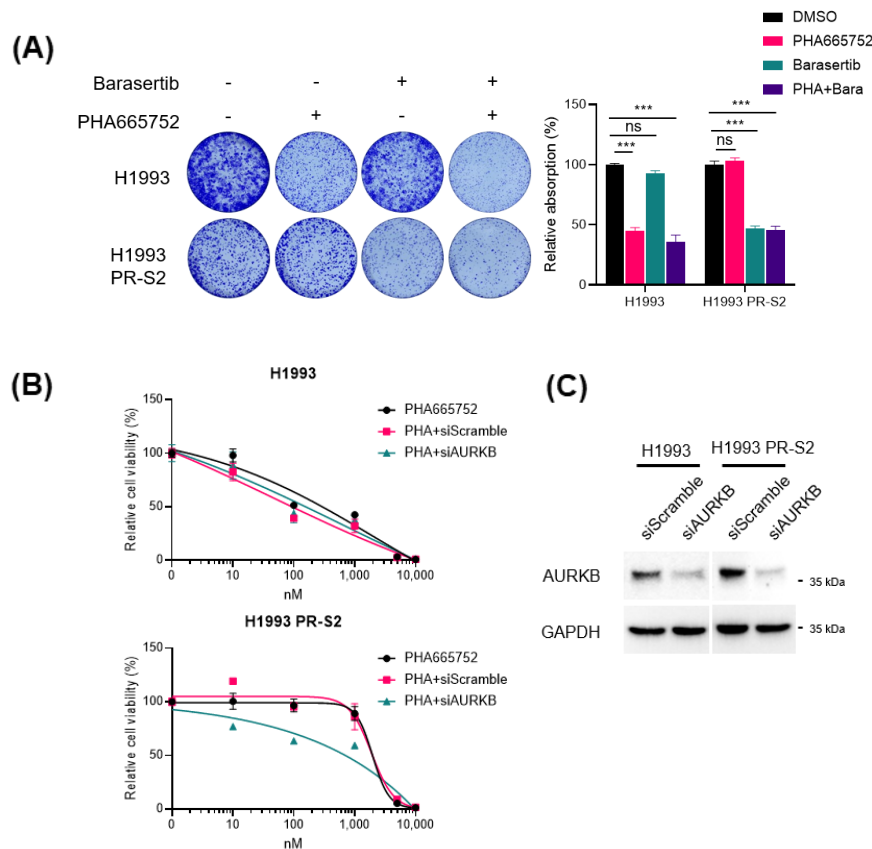 (A)
Barasertib - - + +
PHA665752 - + - +
H1993
H1993
PR-S2
DMSO
PHA665752
Barasertib
PHA+Bara
Relative absorption (%)
150
100
50
0
***
ns
***
***
***
ns
H1993
H1993 PR-S2
(B)
H1993
Relative cell viability (%)
150
100
50
0
0 10 100 1,000 10,000
nM
PHA665752
PHA+siScramble
PHA+siAURKB
H1993 PR-S2
Relative cell viability (%)
150
100
50
0
0 10 100 1,000 10,000
nM
PHA665752
PHA+siScramble
PHA+siAURKB
(C)
H1993 H1993 PR-S2
siScramble siAURKB siScramble siAURKB
AURKB - 35 kDa
GAPDH - 35 kDa